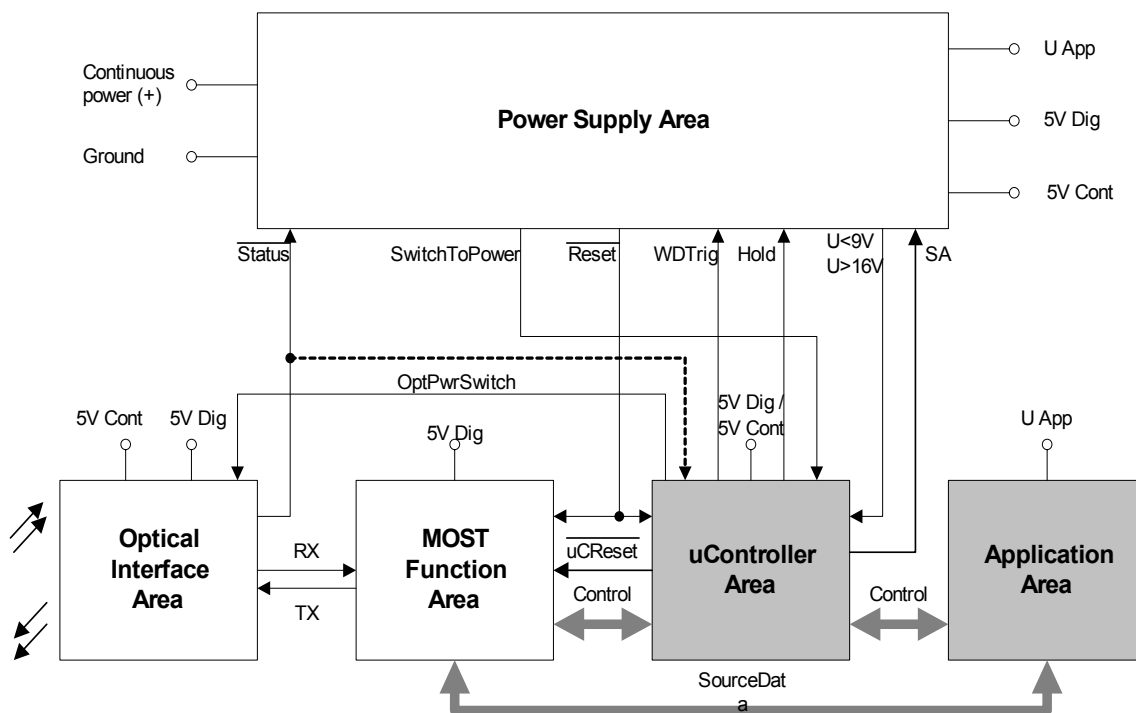 Continuous
power (+)
Ground
Power Supply Area
U App
5V Dig
5V Cont
Status
SwitchToPower
Reset
WDTrig
Hold
U<9V
U>16V
SA
OptPwrSwitch
5V Cont
5V Dig
5V Dig
5V Dig /
5V Cont
U App
Optical
Interface
Area
RX
TX
MOST
Function
Area
uCReset
Control
uController
Area
Control
Application
Area
SourceDat
a